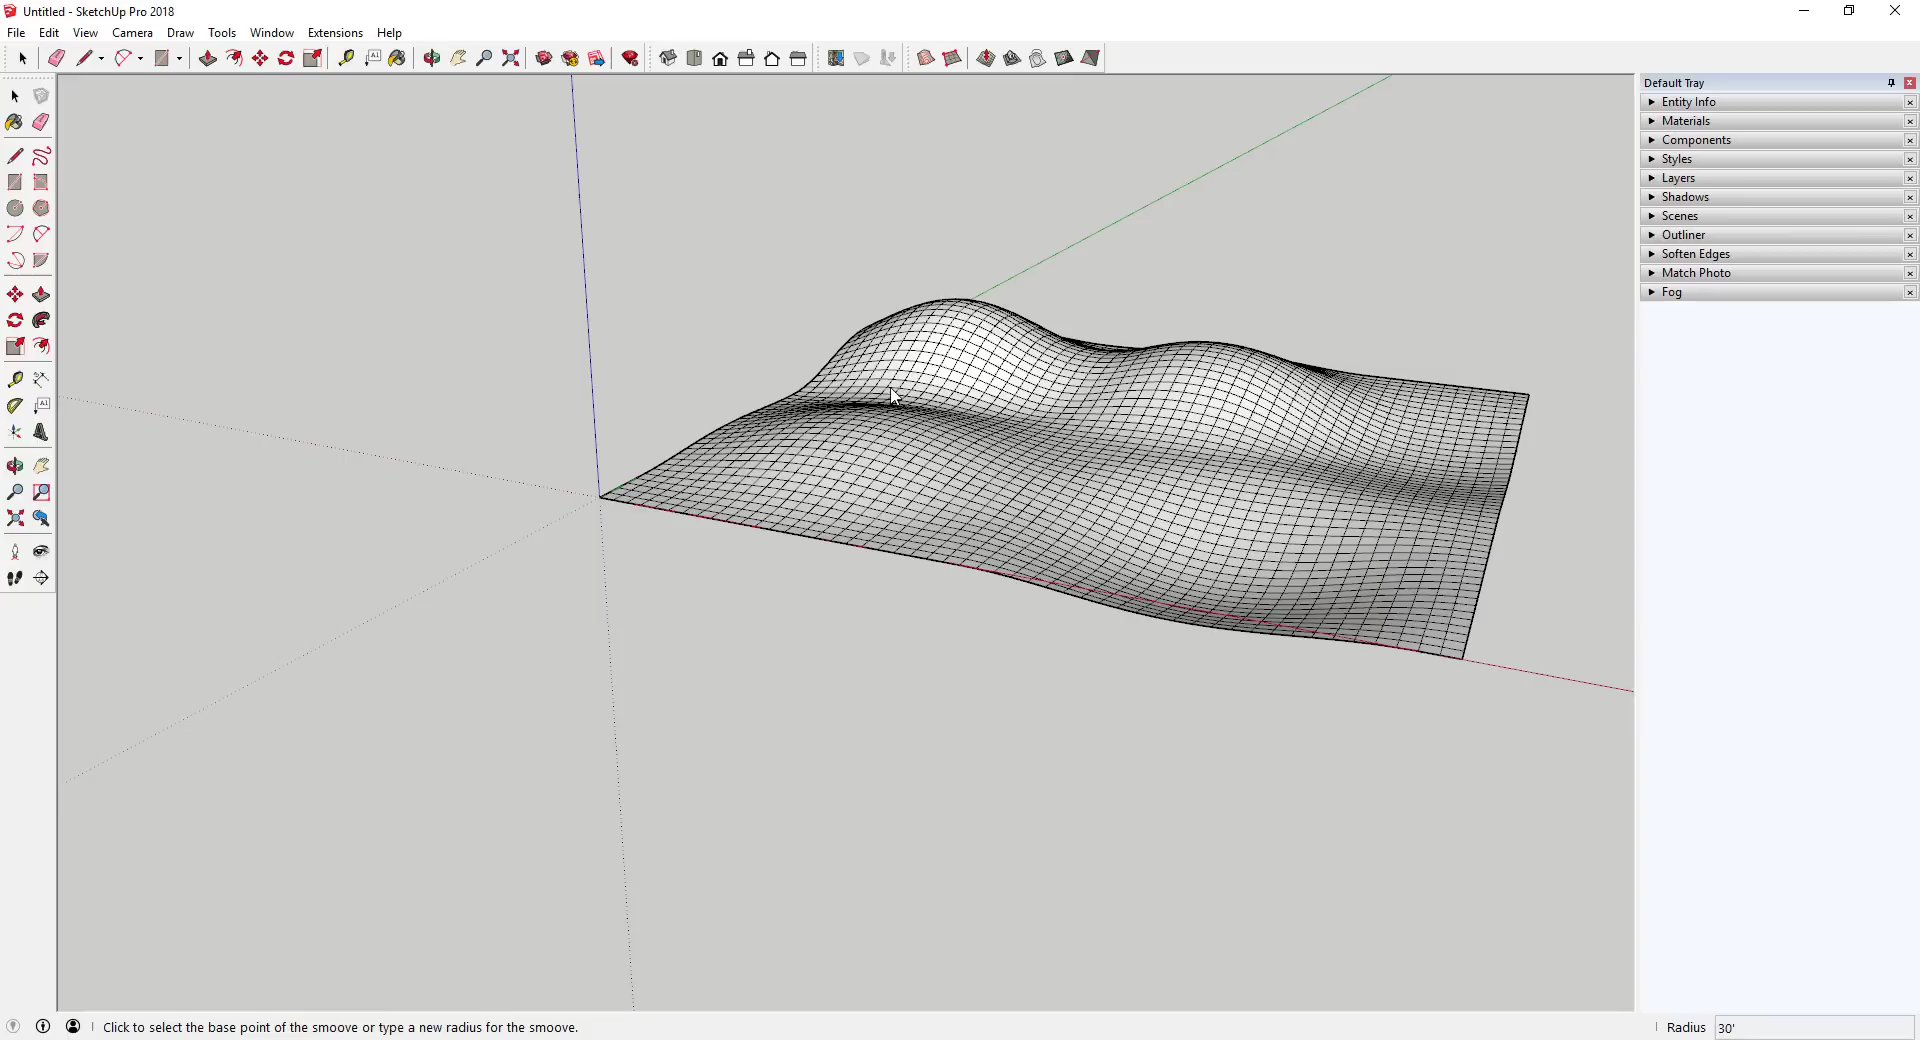 Untitled - SketchUp Pro 2018
File Edit View Camera Draw Tools Window Extensions Help
Default Tray
Entity Info
Materials
Components
Styles
Layers
Shadows
Scenes
Outliner
Soften Edges
Match Photo
Fog
Click to select the base point of the smoove or type a new radius for the smoove.
Radius 30'